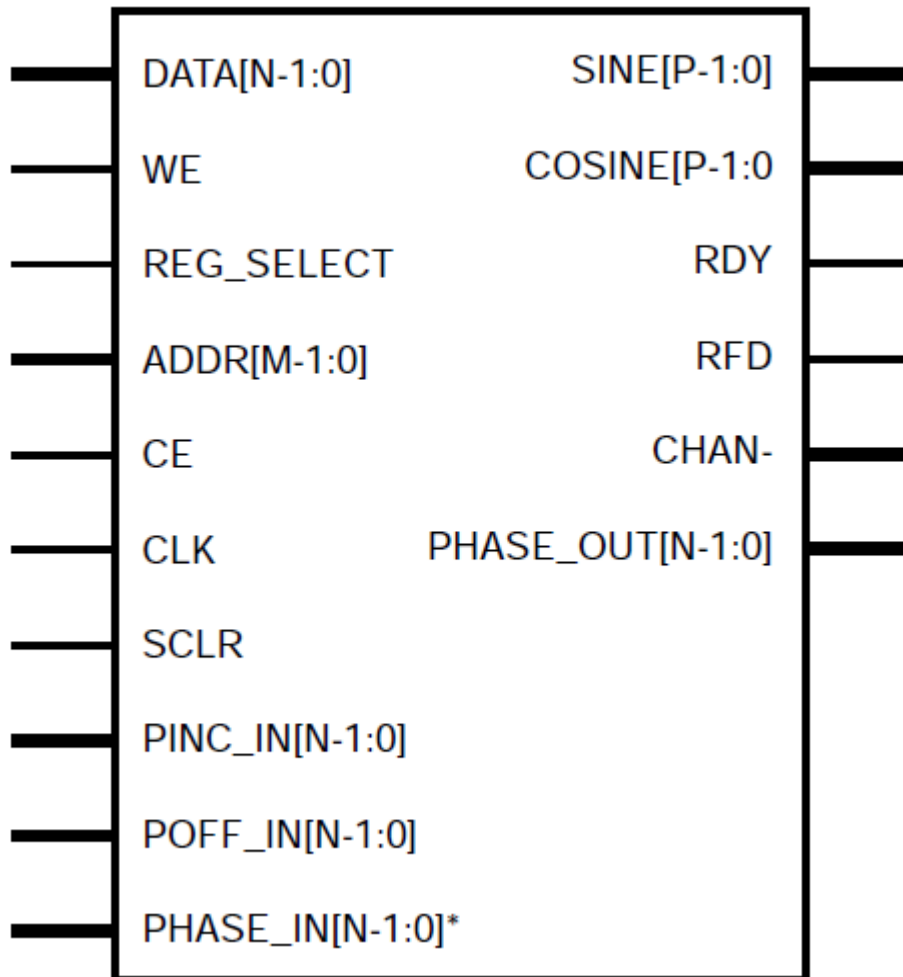 DATA[N-1:0]
SINE[P-1:0]
WE
COSINE[P-1:0
REG_SELECT
RDY
ADDR[M-1:0]
RFD
CE
CHAN-
CLK
PHASE_OUT[N-1:0]
SCLR
PINC_IN[N-1:0]
POFF_IN[N-1:0]
PHASE_IN[N-1:0]*